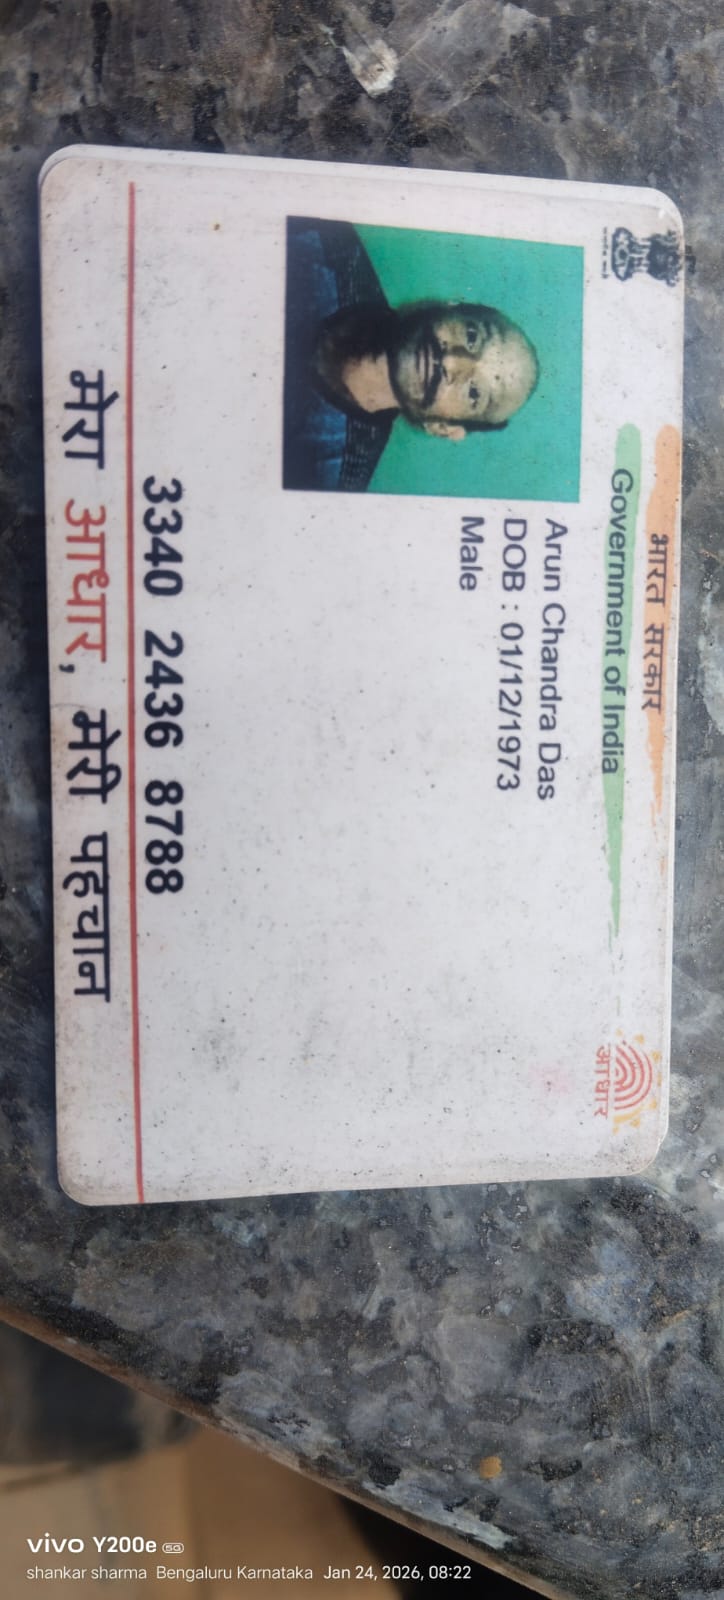 भारत सरकार
Government of India
आधार
Arun Chandra Das
DOB : 01/12/1973
Male
3340 2436 8788
मेरा आधार, मेरी पहचान
vivo Y200e 5G
shankar sharma Bengaluru Karnataka Jan 24, 2026, 08:22